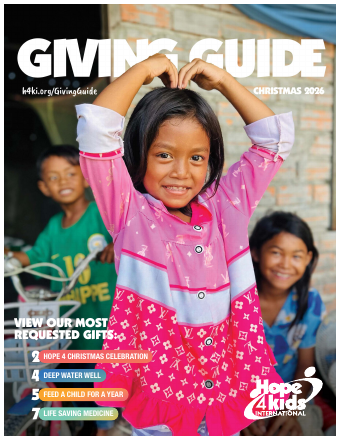 GIVING GUIDE
h4ki.org/GivingGuide
CHRISTMAS 2026
VIEW OUR MOST
REQUESTED GIFTS:
2 HOPE 4 CHRISTMAS CELEBRATION
4 DEEP WATER WELL
5 FEED A CHILD FOR A YEAR
7 LIFE SAVING MEDICINE
Hope
4 kids
INTERNATIONAL